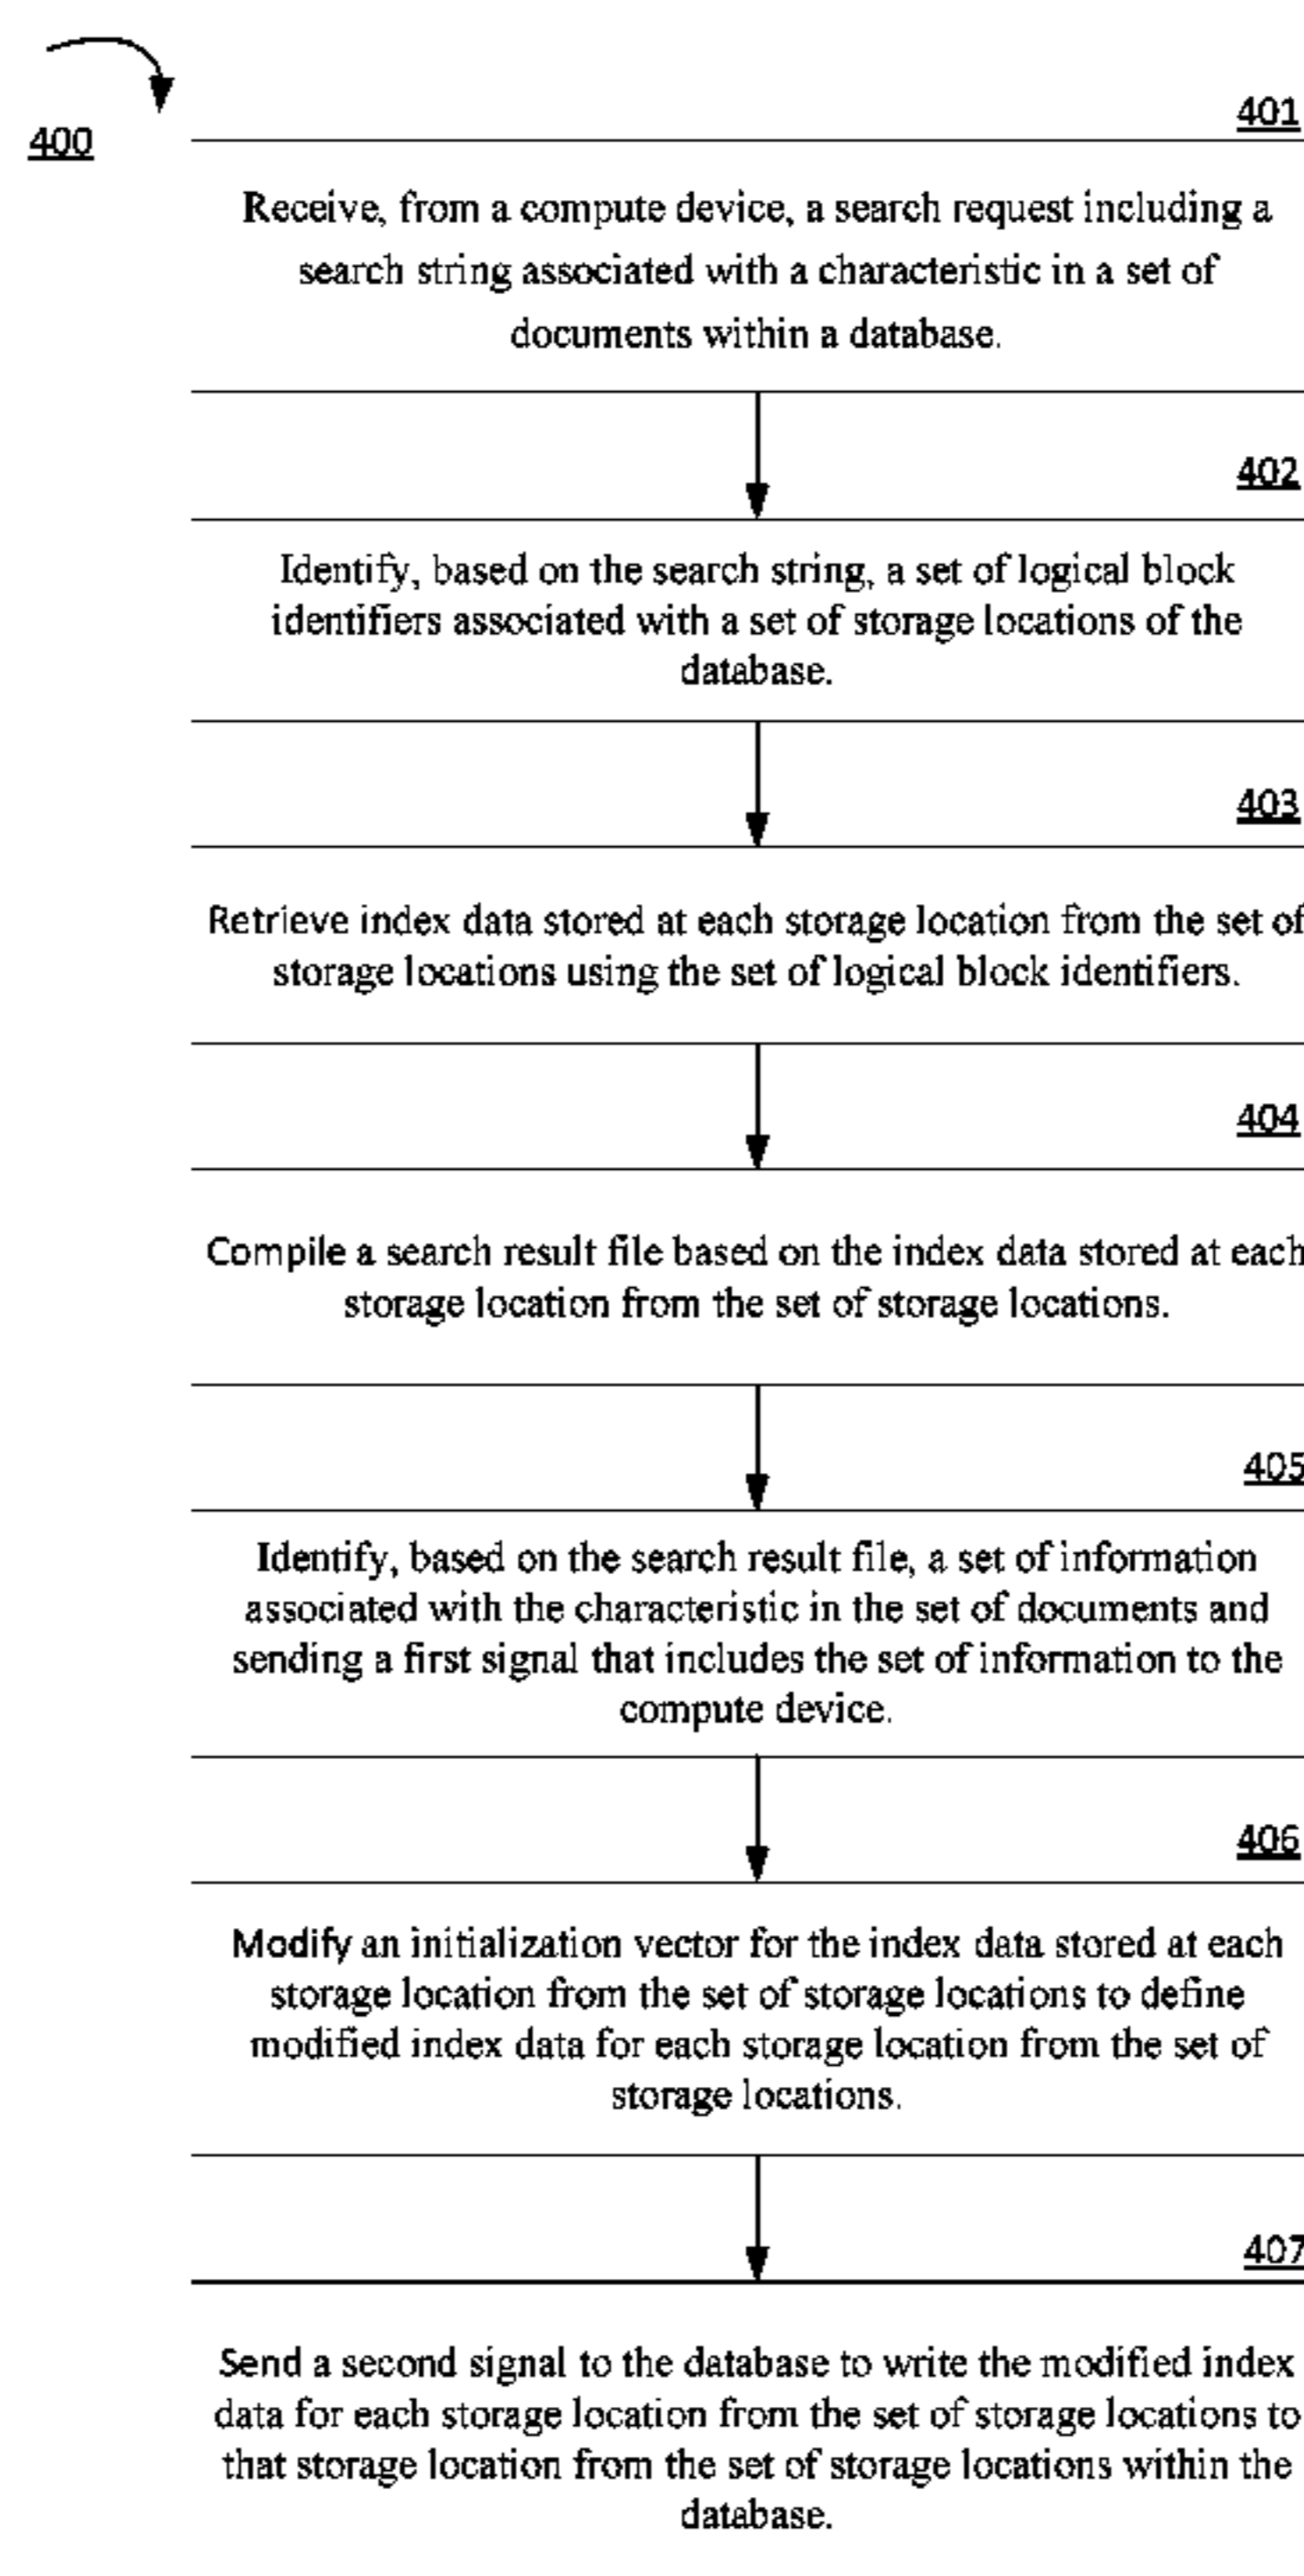 400
401
Receive, from a compute device, a search request including a
search string associated with a characteristic in a set of
documents within a database.
402
Identify, based on the search string, a set of logical block
identifiers associated with a set of storage locations of the
database.
403
Retrieve index data stored at each storage location from the set of
storage locations using the set of logical block identifiers.
404
Compile a search result file based on the index data stored at each
storage location from the set of storage locations.
405
Identify, based on the search result file, a set of information
associated with the characteristic in the set of documents and
sending a first signal that includes the set of information to the
compute device.
406
Modify an initialization vector for the index data stored at each
storage location from the set of storage locations to define
modified index data for each storage location from the set of
storage locations.
407
Send a second signal to the database to write the modified index
data for each storage location from the set of storage locations to
that storage location from the set of storage locations within the
database.